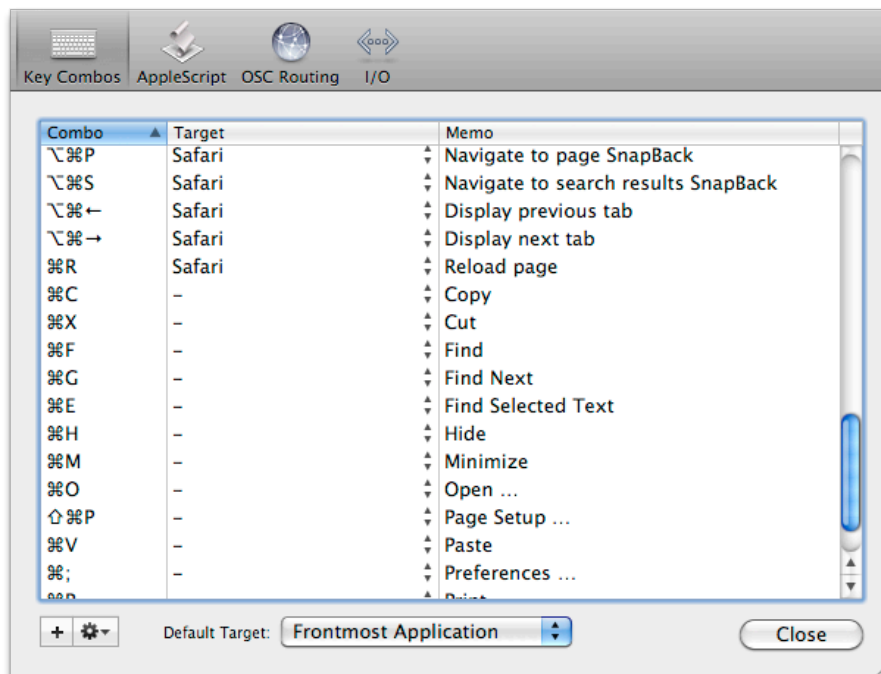 Key Combos AppleScript OSC Routing I/O
Combo Target Memo
⌥⌘P Safari Navigate to page SnapBack
⌥⌘S Safari Navigate to search results SnapBack
⌥⌘← Safari Display previous tab
⌥⌘→ Safari Display next tab
⌘R Safari Reload page
⌘C – Copy
⌘X – Cut
⌘F – Find
⌘G – Find Next
⌘E – Find Selected Text
⌘H – Hide
⌘M – Minimize
⌘O – Open ...
⇧⌘P – Page Setup ...
⌘V – Paste
⌘; – Preferences ...
Default Target: Frontmost Application Close